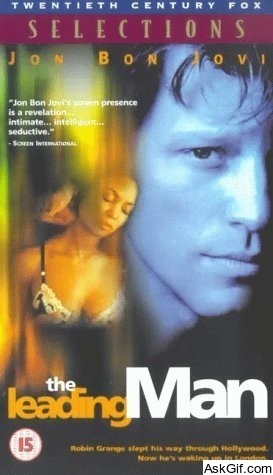 TWENTIETH CENTURY FOX
SELECTIONS
JON BON JOVI
"Jon Bon Jovi's screen presence
is a revelation...
intimate... intelligent...
seductive."
- SCREEN INTERNATIONAL
the
leading Man
15
Robin Grange slept his way through Hollywood.
Now he's waking up in London.
AskGif.com